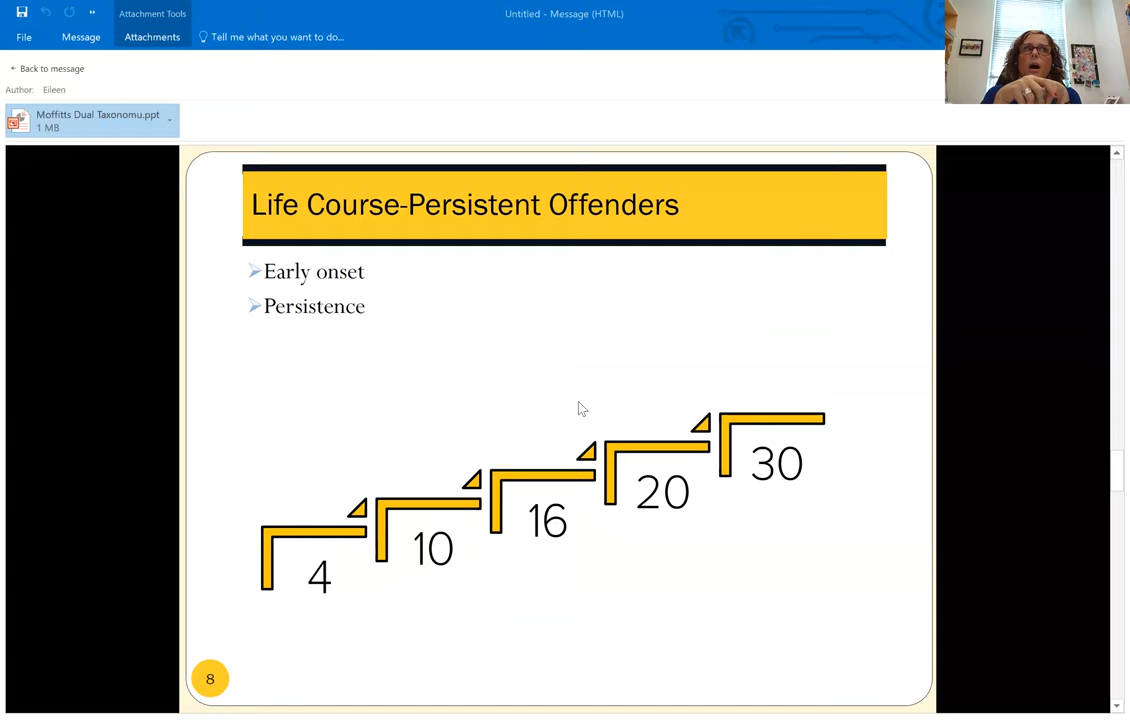 Attachment Tools
Untitled - Message (HTML)
File
Message
Attachments
Tell me what you want to do...
Back to message
Author: Eileen
Moffitts Dual Taxonomu.ppt
1 MB
Life Course-Persistent Offenders
Early onset
Persistence
4
10
16
20
30
8